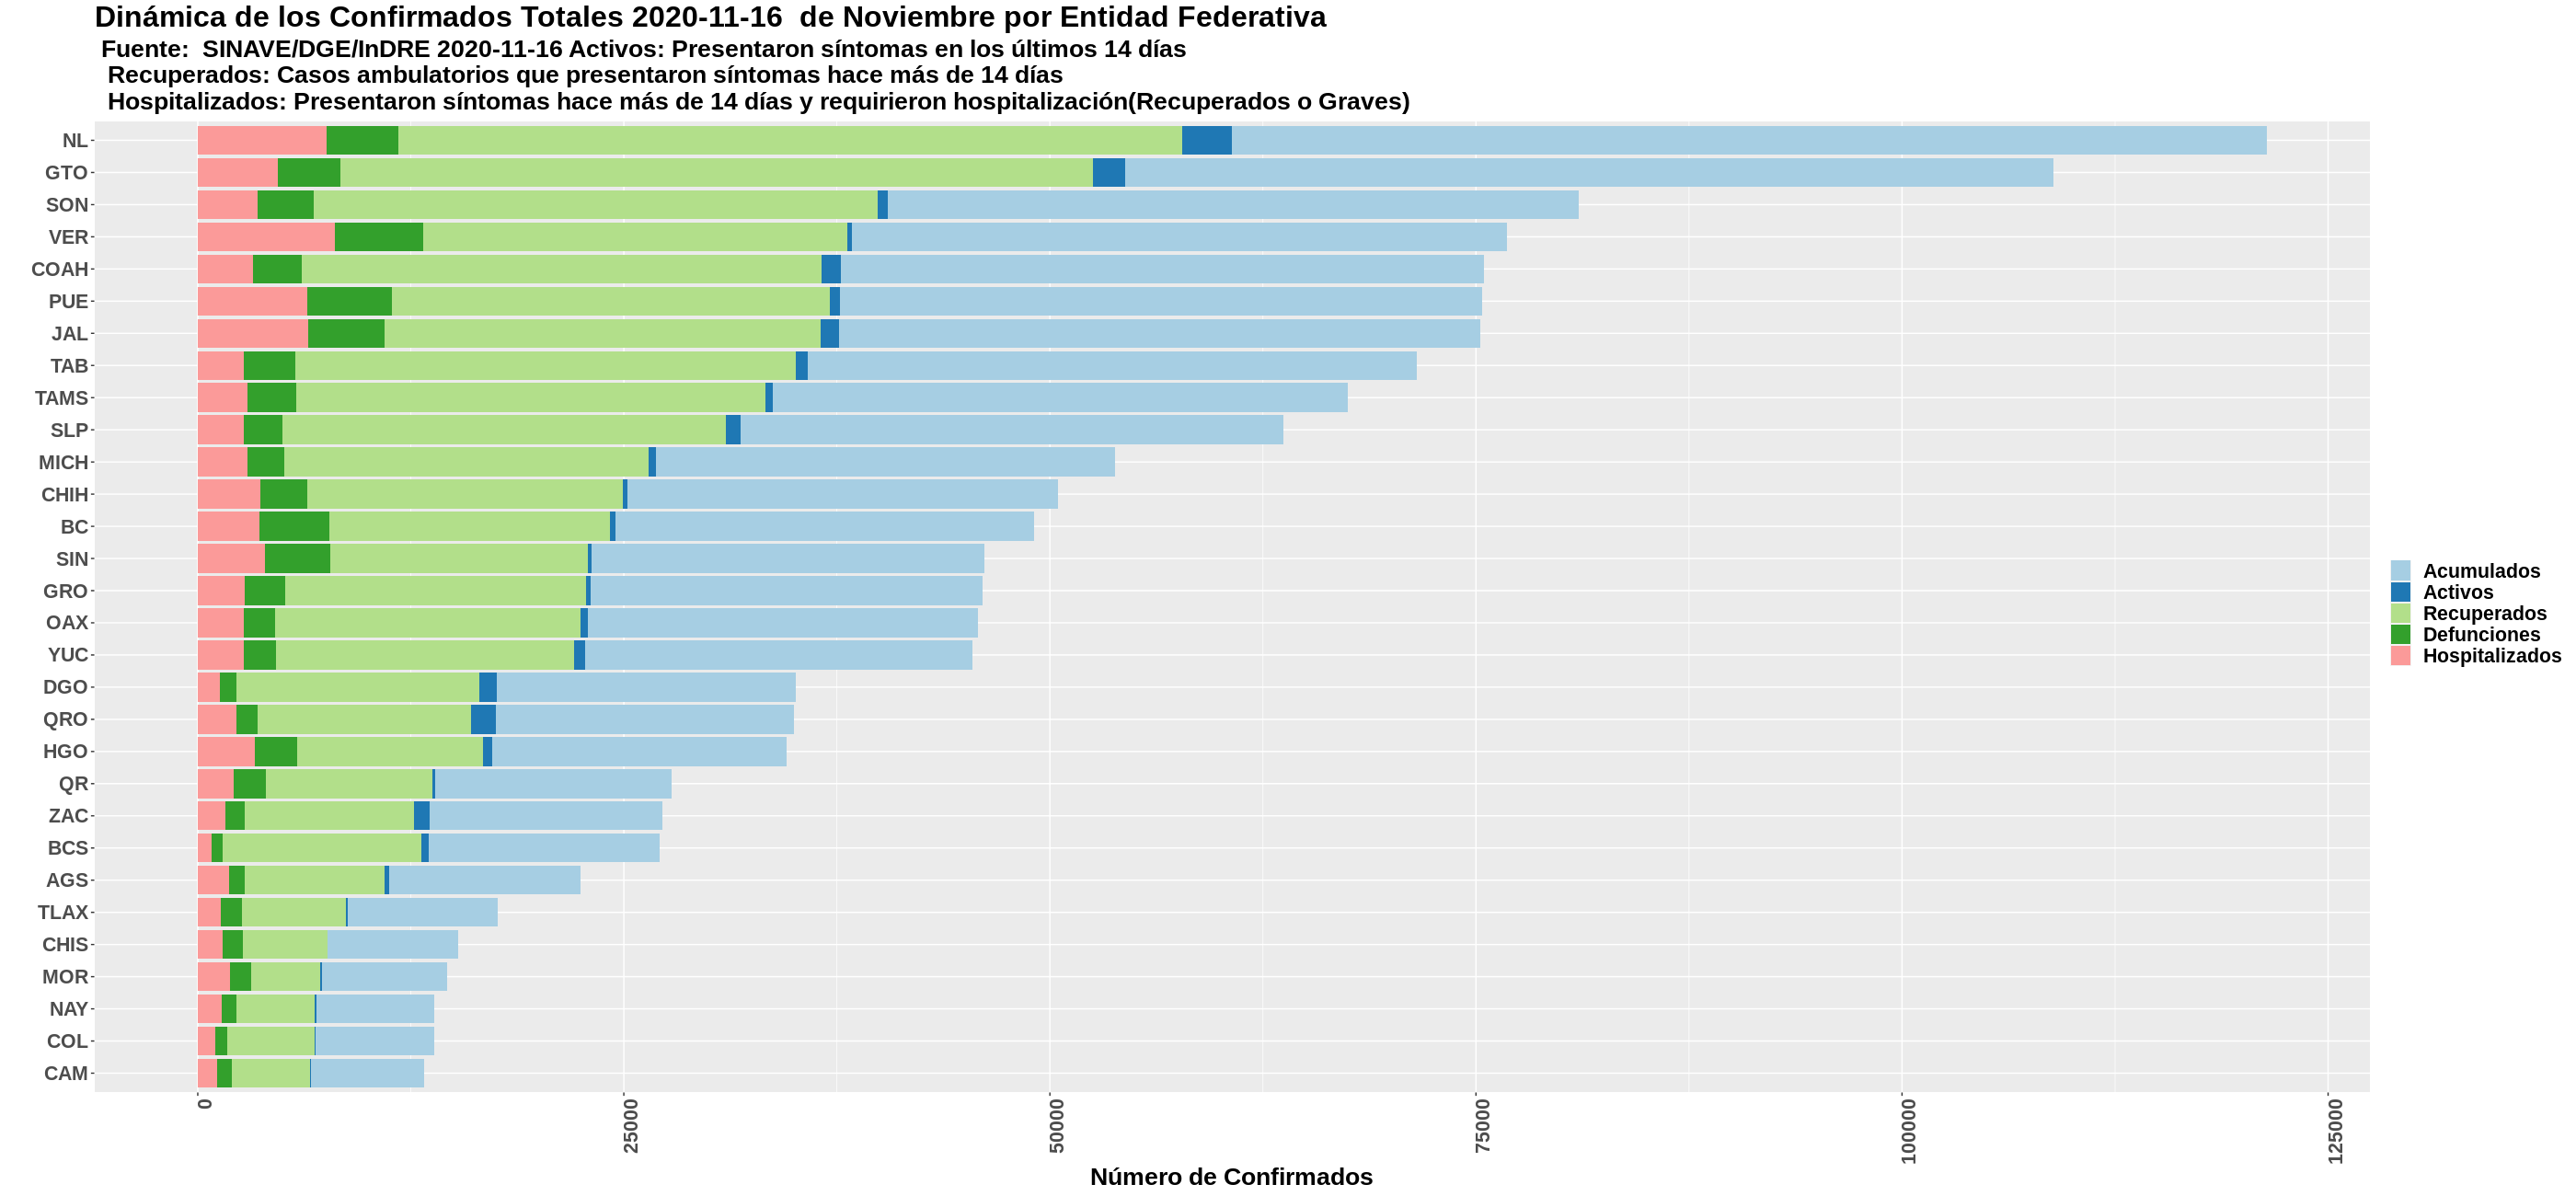 Dinámica de los Confirmados Totales 2020-11-16  de Noviembre por Entidad Federativa
Fuente:  SINAVE/DGE/InDRE 2020-11-16 Activos: Presentaron síntomas en los últimos 14 días
Recuperados: Casos ambulatorios que presentaron síntomas hace más de 14 días
Hospitalizados: Presentaron síntomas hace más de 14 días y requirieron hospitalización(Recuperados o Graves)
NL
GTO
SON
VER
COAH
PUE
JAL
TAB
TAMS
SLP
MICH
CHIH
BC
SIN
GRO
OAX
YUC
DGO
QRO
HGO
QR
ZAC
BCS
AGS
TLAX
CHIS
MOR
NAY
COL
CAM
0
25000
50000
75000
100000
125000
Número de Confirmados
Acumulados
Activos
Recuperados
Defunciones
Hospitalizados